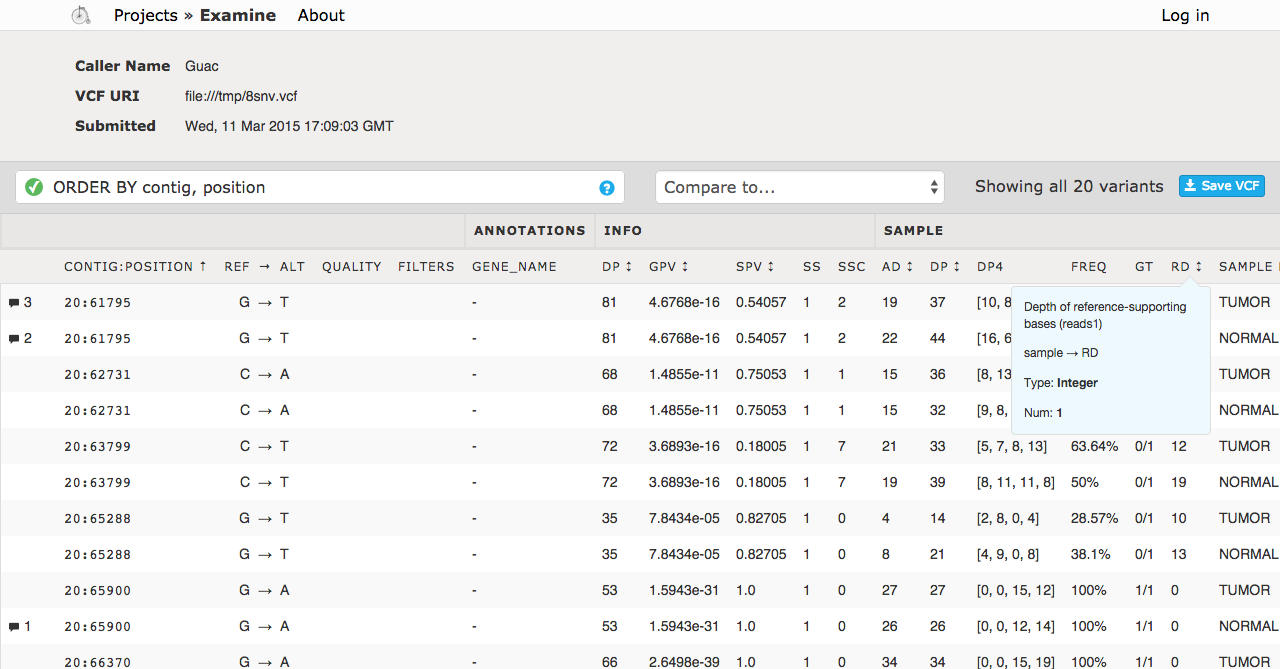 Projects » Examine About Log in
Caller Name Guac
VCF URI file:///tmp/8snv.vcf
Submitted Wed, 11 Mar 2015 17:09:03 GMT
ORDER BY contig, position ? Compare to... Showing all 20 variants Save VCF
ANNOTATIONS INFO SAMPLE
CONTIG:POSITION ↑ REF → ALT QUALITY FILTERS GENE_NAME DP ↕ GPV ↕ SPV ↕ SS SSC AD ↕ DP ↕ DP4 FREQ GT RD ↕ SAMPLE
3 20:61795 G → T - 81 4.6768e-16 0.54057 1 2 19 37 [10, 8 TUMOR
2 20:61795 G → T - 81 4.6768e-16 0.54057 1 2 22 44 [16, 6 NORMAL
20:62731 C → A - 68 1.4855e-11 0.75053 1 1 15 36 [8, 13 TUMOR
20:62731 C → A - 68 1.4855e-11 0.75053 1 1 15 32 [9, 8, NORMAL
Depth of reference-supporting
bases (reads1)
sample → RD
Type: Integer
Num: 1
20:63799 C → T - 72 3.6893e-16 0.18005 1 7 21 33 [5, 7, 8, 13] 63.64% 0/1 12 TUMOR
20:63799 C → T - 72 3.6893e-16 0.18005 1 7 19 39 [8, 11, 11, 8] 50% 0/1 19 NORMAL
20:65288 G → T - 35 7.8434e-05 0.82705 1 0 4 14 [2, 8, 0, 4] 28.57% 0/1 10 TUMOR
20:65288 G → T - 35 7.8434e-05 0.82705 1 0 8 21 [4, 9, 0, 8] 38.1% 0/1 13 NORMAL
20:65900 G → A - 53 1.5943e-31 1.0 1 0 27 27 [0, 0, 15, 12] 100% 1/1 0 TUMOR
1 20:65900 G → A - 53 1.5943e-31 1.0 1 0 26 26 [0, 0, 12, 14] 100% 1/1 0 NORMAL
20:66370 G → A - 66 2.6498e-39 1.0 1 0 34 34 [0, 0, 15, 19] 100% 1/1 0 TUMOR